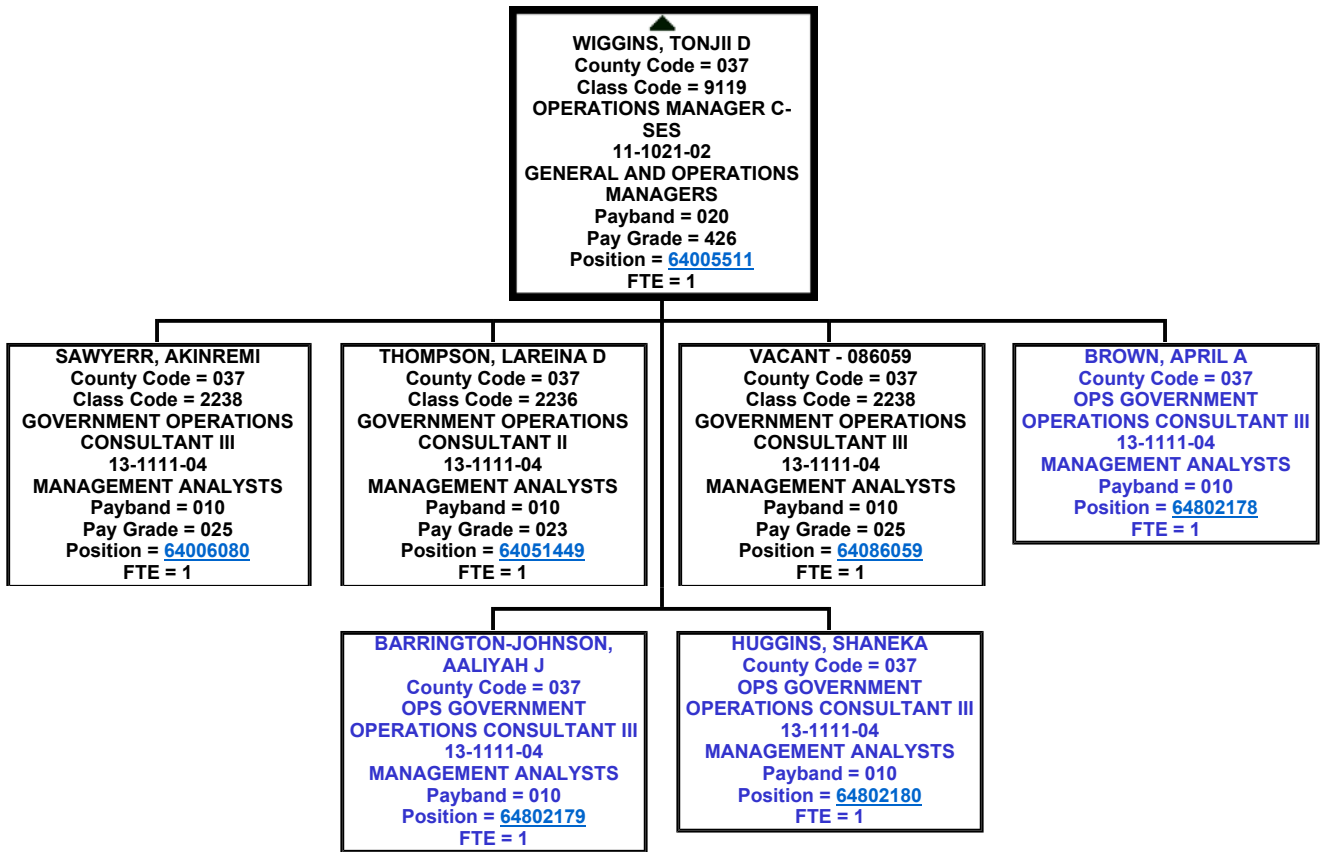 WIGGINS, TONJII D
County Code = 037
Class Code = 9119
OPERATIONS MANAGER C-
SES
11-1021-02
GENERAL AND OPERATIONS
MANAGERS
Payband = 020
Pay Grade = 426
Position = 64005511
FTE = 1
SAWYERR, AKINREMI
County Code = 037
Class Code = 2238
GOVERNMENT OPERATIONS
CONSULTANT III
13-1111-04
MANAGEMENT ANALYSTS
Payband = 010
Pay Grade = 025
Position = 64006080
FTE = 1
THOMPSON, LAREINA D
County Code = 037
Class Code = 2236
GOVERNMENT OPERATIONS
CONSULTANT II
13-1111-04
MANAGEMENT ANALYSTS
Payband = 010
Pay Grade = 023
Position = 64051449
FTE = 1
VACANT - 086059
County Code = 037
Class Code = 2238
GOVERNMENT OPERATIONS
CONSULTANT III
13-1111-04
MANAGEMENT ANALYSTS
Payband = 010
Pay Grade = 025
Position = 64086059
FTE = 1
BROWN, APRIL A
County Code = 037
OPS GOVERNMENT
OPERATIONS CONSULTANT III
13-1111-04
MANAGEMENT ANALYSTS
Payband = 010
Position = 64802178
FTE = 1
BARRINGTON-JOHNSON,
AALIYAH J
County Code = 037
OPS GOVERNMENT
OPERATIONS CONSULTANT III
13-1111-04
MANAGEMENT ANALYSTS
Payband = 010
Position = 64802179
FTE = 1
HUGGINS, SHANEKA
County Code = 037
OPS GOVERNMENT
OPERATIONS CONSULTANT III
13-1111-04
MANAGEMENT ANALYSTS
Payband = 010
Position = 64802180
FTE = 1